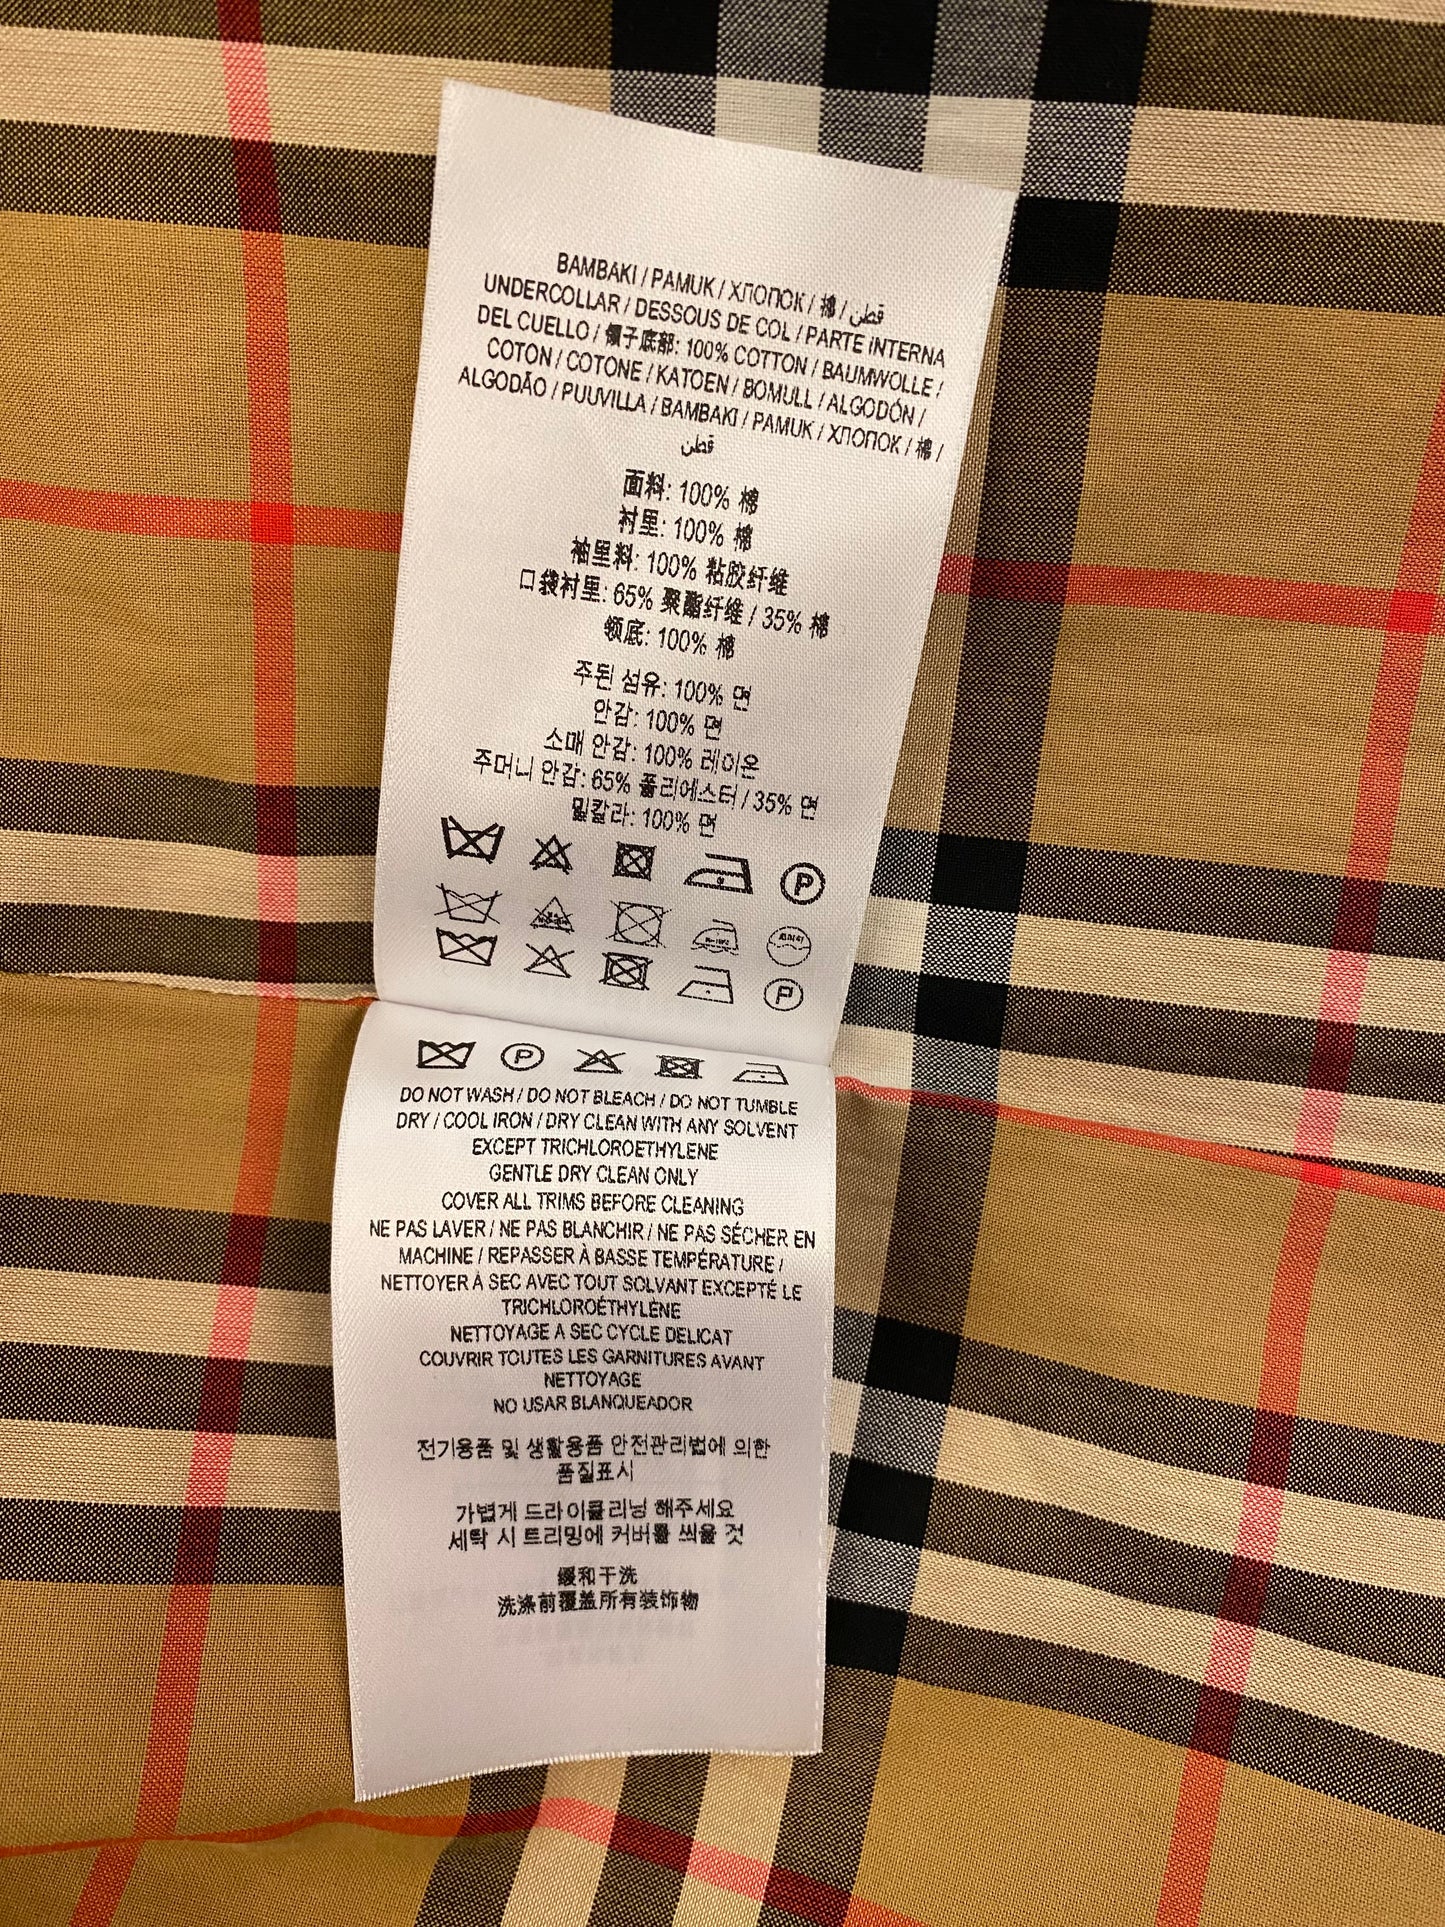 BAMBAKI / PAMUK / ХЛОПОК / 棉 / قطن
UNDERCOLLAR / DESSOUS DE COL / PARTE INTERNA
DEL CUELLO / 領子底部: 100% COTTON / BAUMWOLLE /
COTON / COTONE / KATOEN / BOMULL / ALGODÓN /
ALGODÃO / PUUVILLA / BAMBAKI / PAMUK / ХЛОПОК / 棉 /
قطن
面料: 100% 棉
衬里: 100% 棉
袖里料: 100% 粘胶纤维
口袋衬里: 65% 聚酯纤维 / 35% 棉
领底: 100% 棉
주된 섬유: 100% 면
안감: 100% 면
소매 안감: 100% 레이온
주머니 안감: 65% 폴리에스터 / 35% 면
밑칼라: 100% 면
P
P
P
DO NOT WASH / DO NOT BLEACH / DO NOT TUMBLE
DRY / COOL IRON / DRY CLEAN WITH ANY SOLVENT
EXCEPT TRICHLOROETHYLENE
GENTLE DRY CLEAN ONLY
COVER ALL TRIMS BEFORE CLEANING
NE PAS LAVER / NE PAS BLANCHIR / NE PAS SÉCHER EN
MACHINE / REPASSER À BASSE TEMPÉRATURE /
NETTOYER À SEC AVEC TOUT SOLVANT EXCEPTÉ LE
TRICHLOROÉTHYLÈNE
NETTOYAGE A SEC CYCLE DELICAT
COUVRIR TOUTES LES GARNITURES AVANT
NETTOYAGE
NO USAR BLANQUEADOR
전기용품 및 생활용품 안전관리법에 의한
품질표시
가볍게 드라이클리닝 해주세요
세탁 시 트리밍에 커버를 씌울 것
缓和干洗
洗涤前覆盖所有装饰物